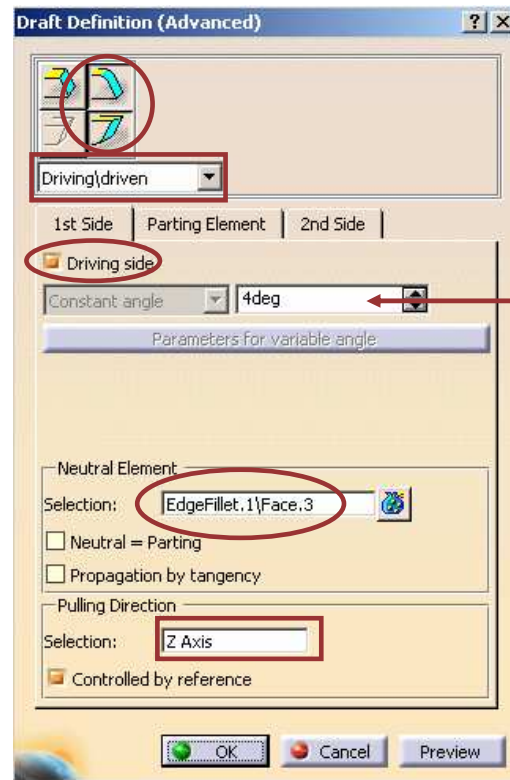 Draft Definition (Advanced)
Driving\driven
1st Side
Parting Element
2nd Side
Driving side
Constant angle
4deg
Parameters for variable angle
Neutral Element
Selection:
EdgeFillet.1\Face.3
Neutral = Parting
Propagation by tangency
Pulling Direction
Selection:
Z Axis
Controlled by reference
OK
Cancel
Preview